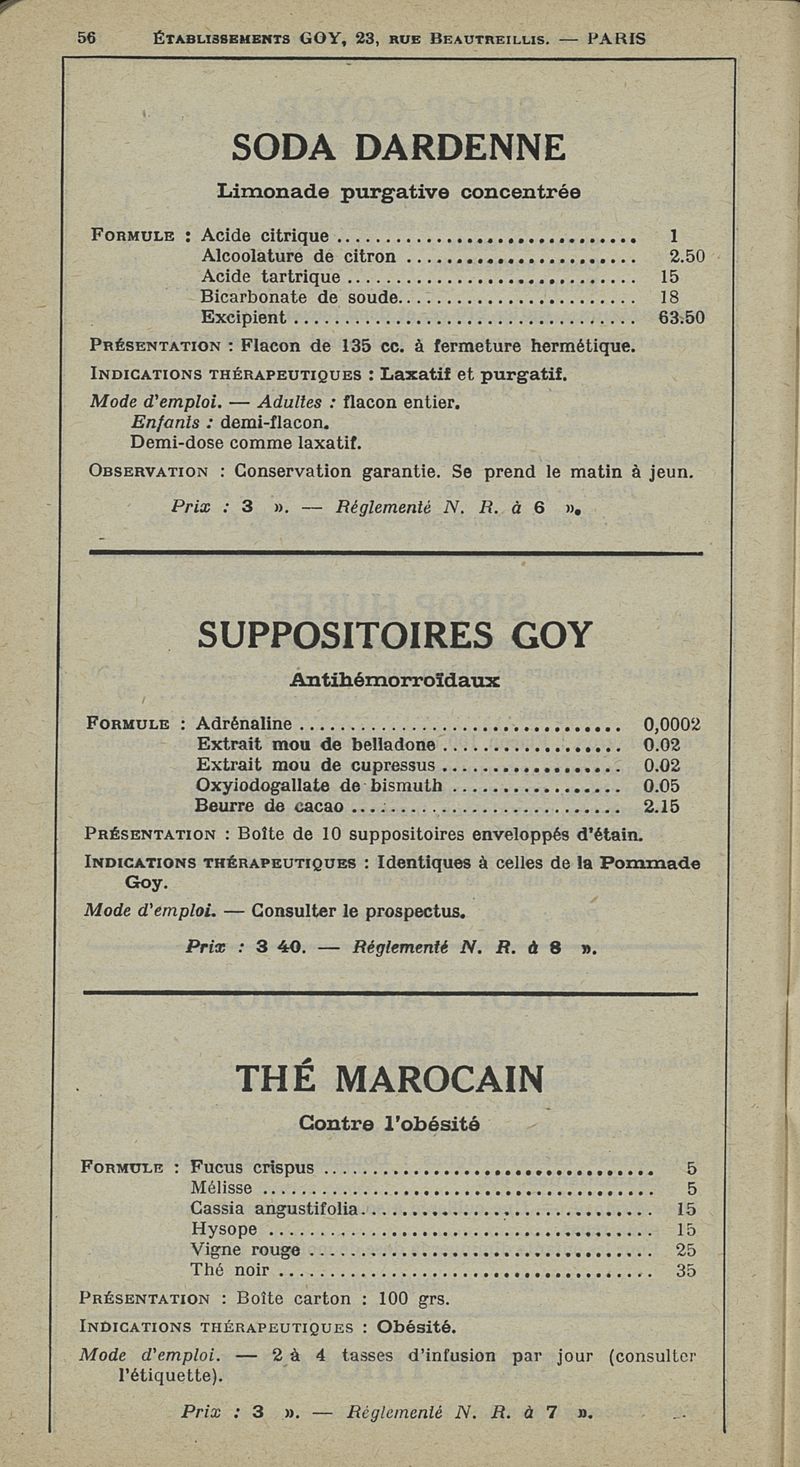 56 ÉTABLISSEMENTS GOY, 23, RUE BEAUTREILLIS. — PARIS
SODA DARDENNE
Limonade purgative concentrée
FORMULE : Acide citrique .............................. 1
Alcoolature de citron ....................... 2.50
Acide tartrique ............................. 15
Bicarbonate de soude........................ 18
Excipient .................................. 63.50
PRÉSENTATION : Flacon de 135 cc. à fermeture hermétique.
INDICATIONS THÉRAPEUTIQUES : Laxatif et purgatif.
Mode d'emploi. — Adultes : flacon entier.
Enfants : demi-flacon.
Demi-dose comme laxatif.
OBSERVATION : Conservation garantie. Se prend le matin à jeun.
Prix : 3 ». — Réglementé N. R. à 6 ».
SUPPOSITOIRES GOY
Antihémorroïdaux
FORMULE : Adrénaline ................................ 0,0002
Extrait mou de belladone .................. 0.02
Extrait mou de cupressus .................. 0.02
Oxyiodogallate de bismuth ................. 0.05
Beurre de cacao ........................... 2.15
PRÉSENTATION : Boîte de 10 suppositoires enveloppés d'étain.
INDICATIONS THÉRAPEUTIQUES : Identiques à celles de la Pommade
Goy.
Mode d'emploi. — Consulter le prospectus.
Prix : 3 40. — Réglementé N. R. à 8 ».
THÉ MAROCAIN
Contre l'obésité
FORMULE : Fucus crispus ................................. 5
Mélisse ....................................... 5
Cassia angustifolia............................. 15
Hysope ...................................... 15
Vigne rouge .................................. 25
Thé noir ..................................... 35
PRÉSENTATION : Boîte carton : 100 grs.
INDICATIONS THÉRAPEUTIQUES : Obésité.
Mode d'emploi. — 2 à 4 tasses d'infusion par jour (consulter
l'étiquette).
Prix : 3 ». — Réglementé N. R. à 7 ».